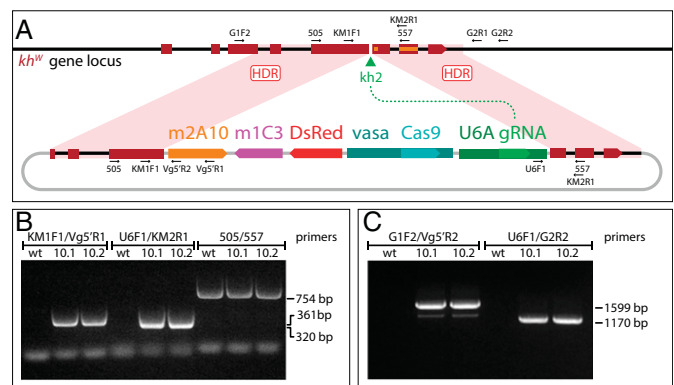 A
G1F2 505 KM1F1 KM2R1 557 G2R1 G2R2
khᵂ gene locus
HDR kh2 HDR
m2A10 m1C3 DsRed vasa Cas9 U6A gRNA
505 KM1F1 Vg5'R2 Vg5'R1 U6F1 557
KM2R1
B
KM1F1/Vg5'R1 U6F1/KM2R1 505/557 primers
wt 10.1 10.2 wt 10.1 10.2 wt 10.1 10.2
754 bp
361bp
320 bp
C
G1F2/Vg5'R2 U6F1/G2R2 primers
wt 10.1 10.2 wt 10.1 10.2
1599 bp
1170 bp